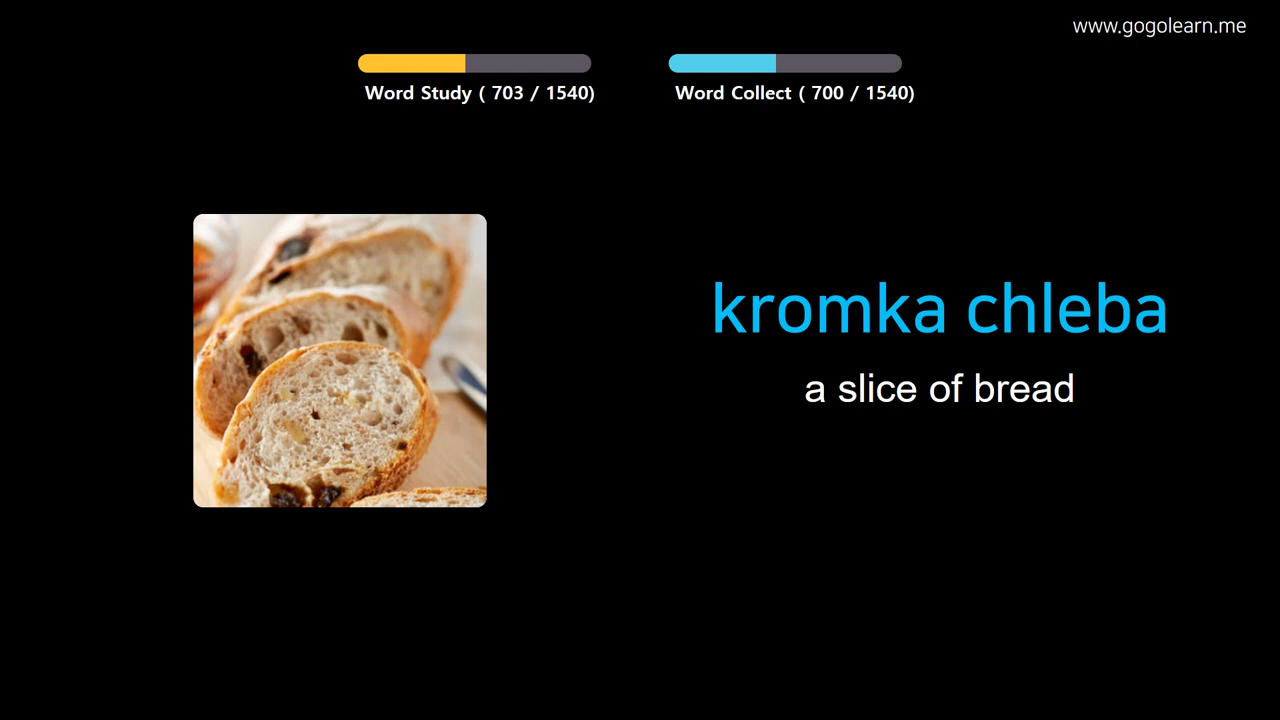 www.gogolearn.me
Word Study ( 703 / 1540)
Word Collect ( 700 / 1540)
kromka chleba
a slice of bread